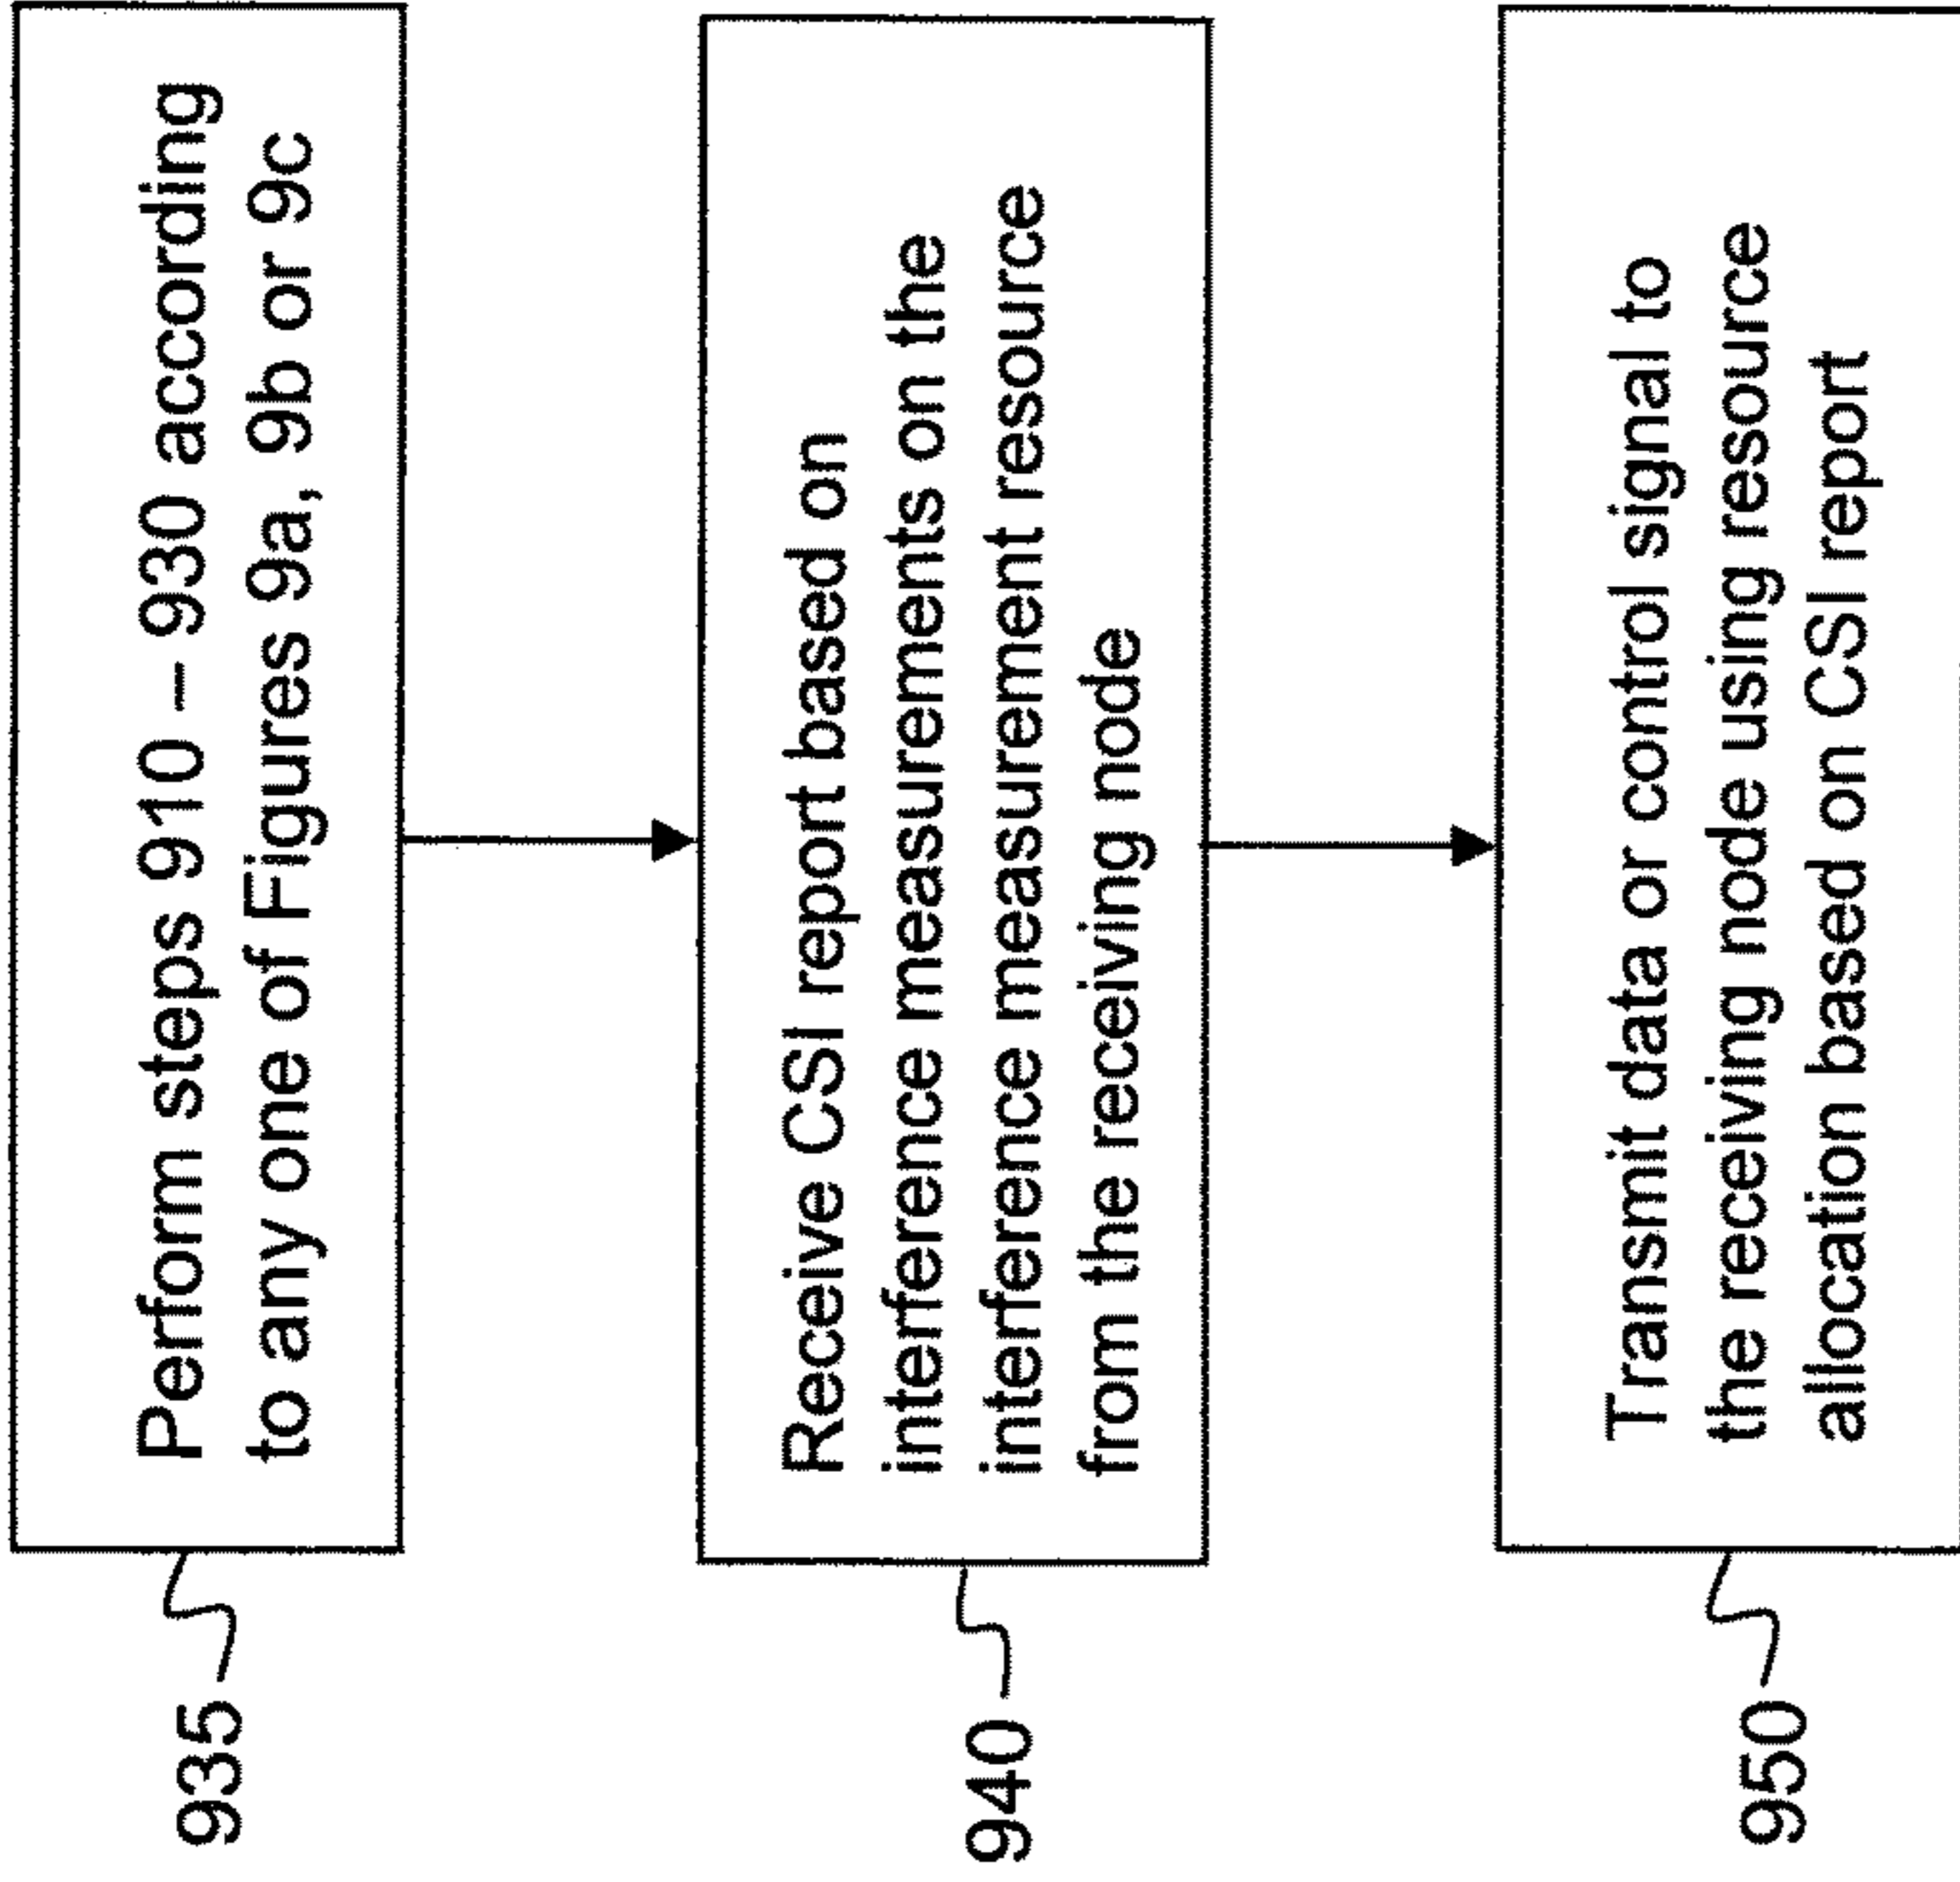 935
Perform steps 910 – 930 according
to any one of Figures 9a, 9b or 9c
940
Receive CSI report based on
interference measurements on the
interference measurement resource
from the receiving node
950
Transmit data or control signal to
the receiving node using resource
allocation based on CSI report